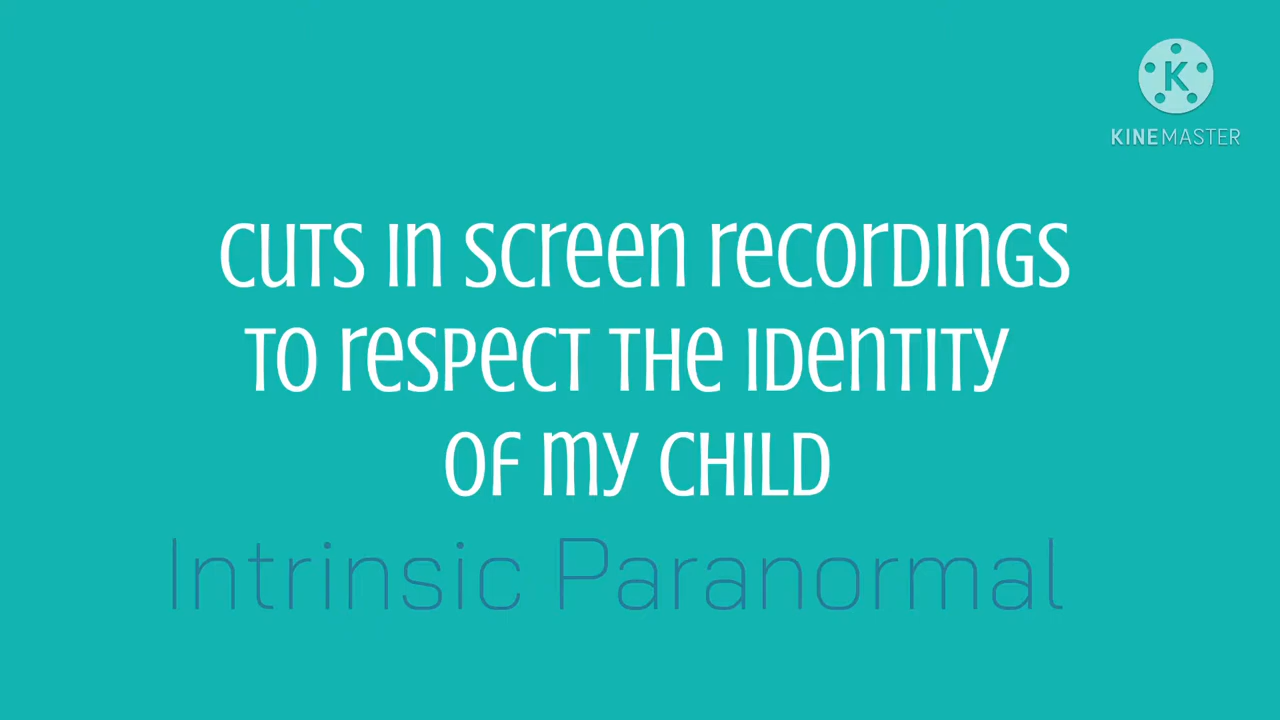 K
KINEMASTER
CUTS IN SCREEN RECORDINGS
TO RESPECT THE IDENTITY
OF MY CHILD
Intrinsic Paranormal